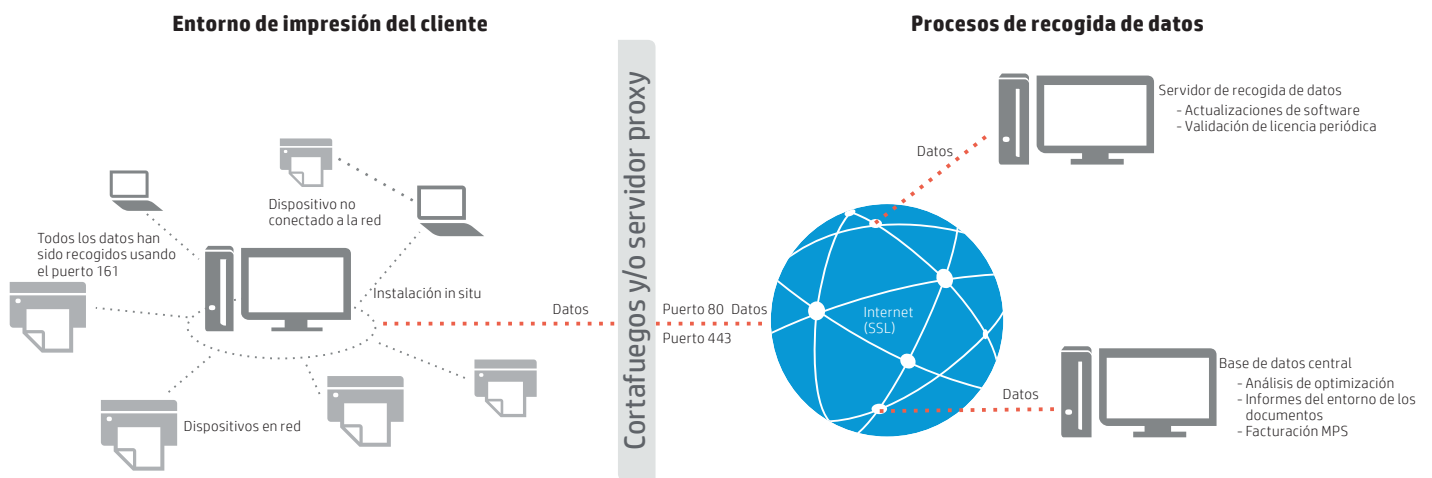 Entorno de impresión del cliente
Dispositivo no
conectado a la red
Todos los datos han
sido recogidos usando
el puerto 161
Instalación in situ
Dispositivos en red
Datos
Cortafuegos y/o servidor proxy
Puerto 80 Datos
Puerto 443
Procesos de recogida de datos
Internet
(SSL)
Datos
Servidor de recogida de datos
- Actualizaciones de software
- Validación de licencia periódica
Datos
Base de datos central
- Análisis de optimización
- Informes del entorno de los
documentos
- Facturación MPS